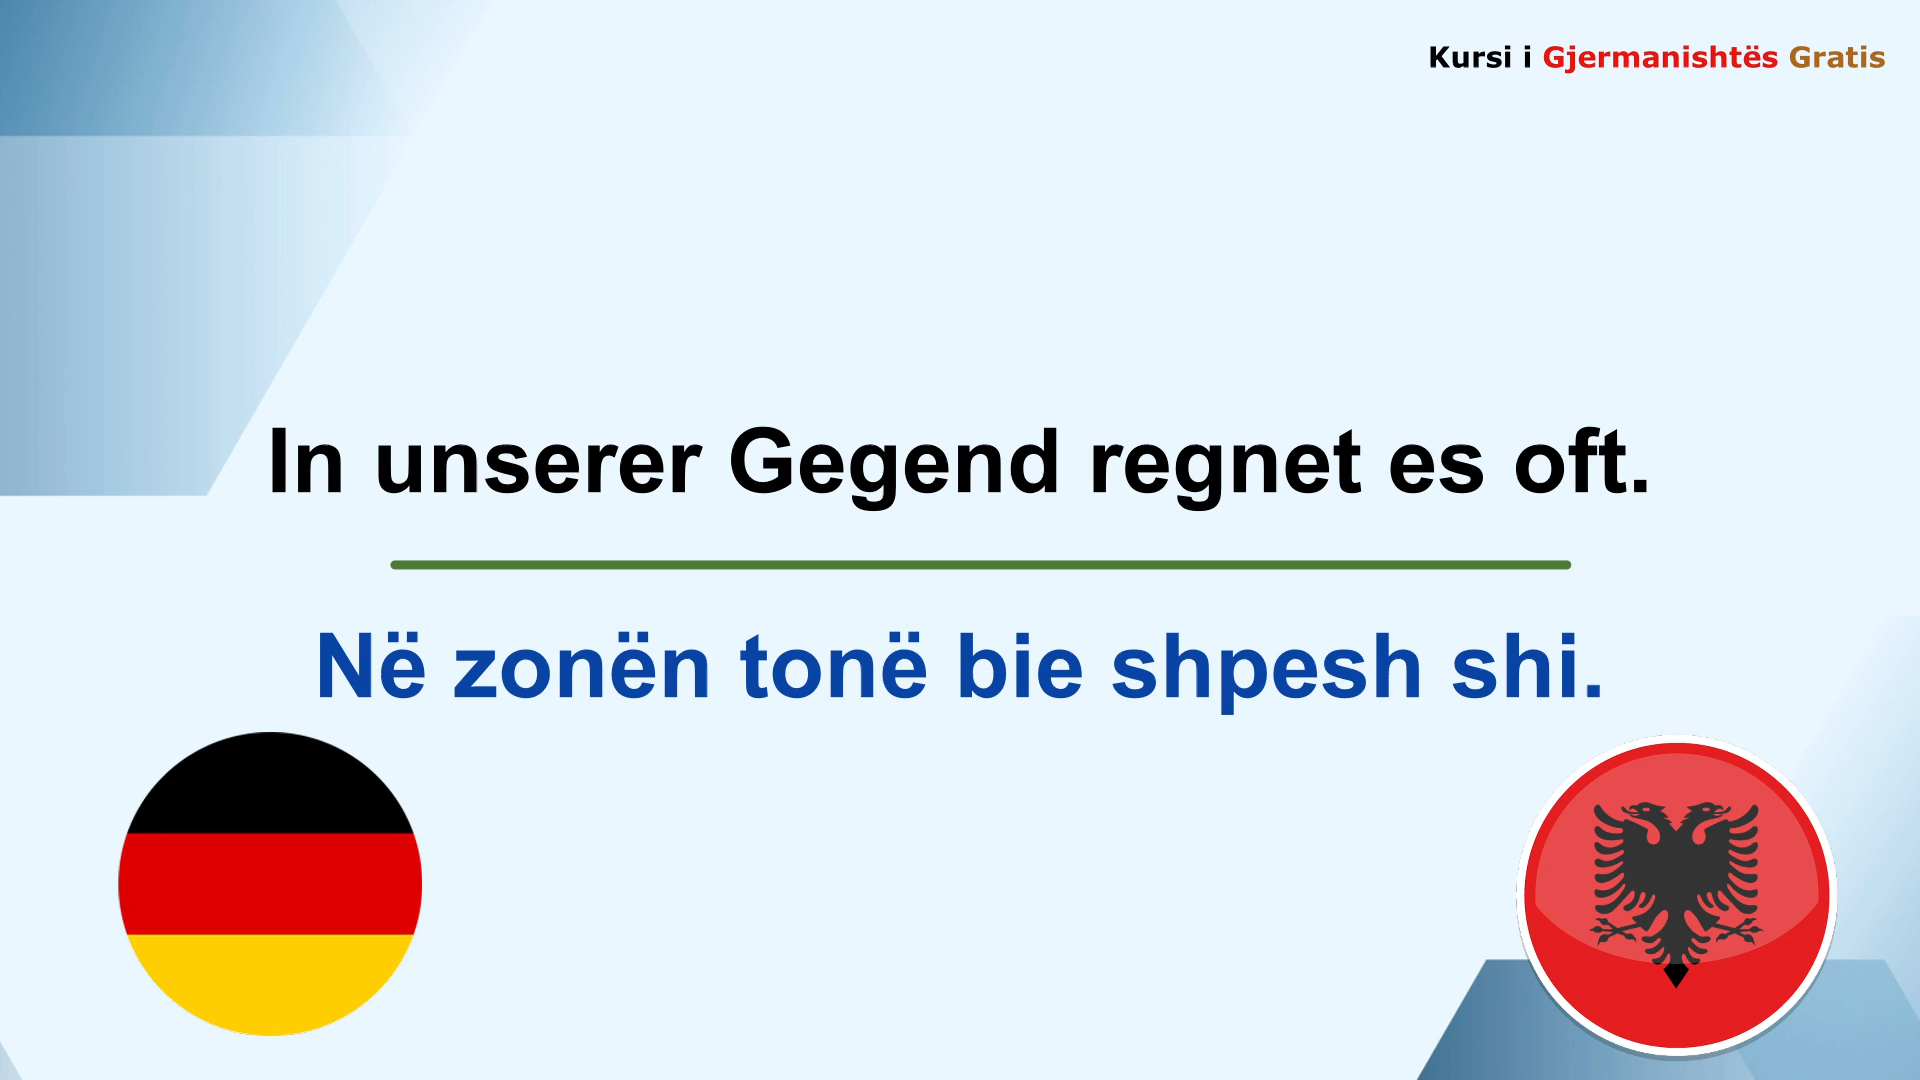 Kursi i Gjermanishtës Gratis
In unserer Gegend regnet es oft.
Në zonën tonë bie shpesh shi.